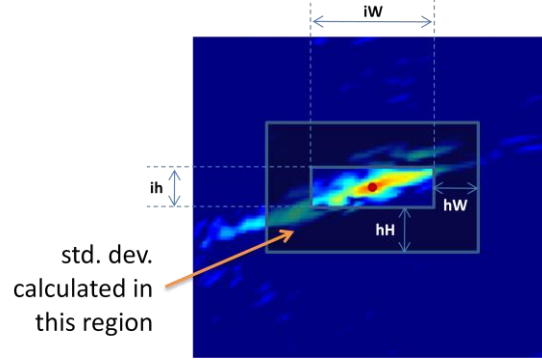 iW
ih
hW
hH
std. dev.
calculated in
this region